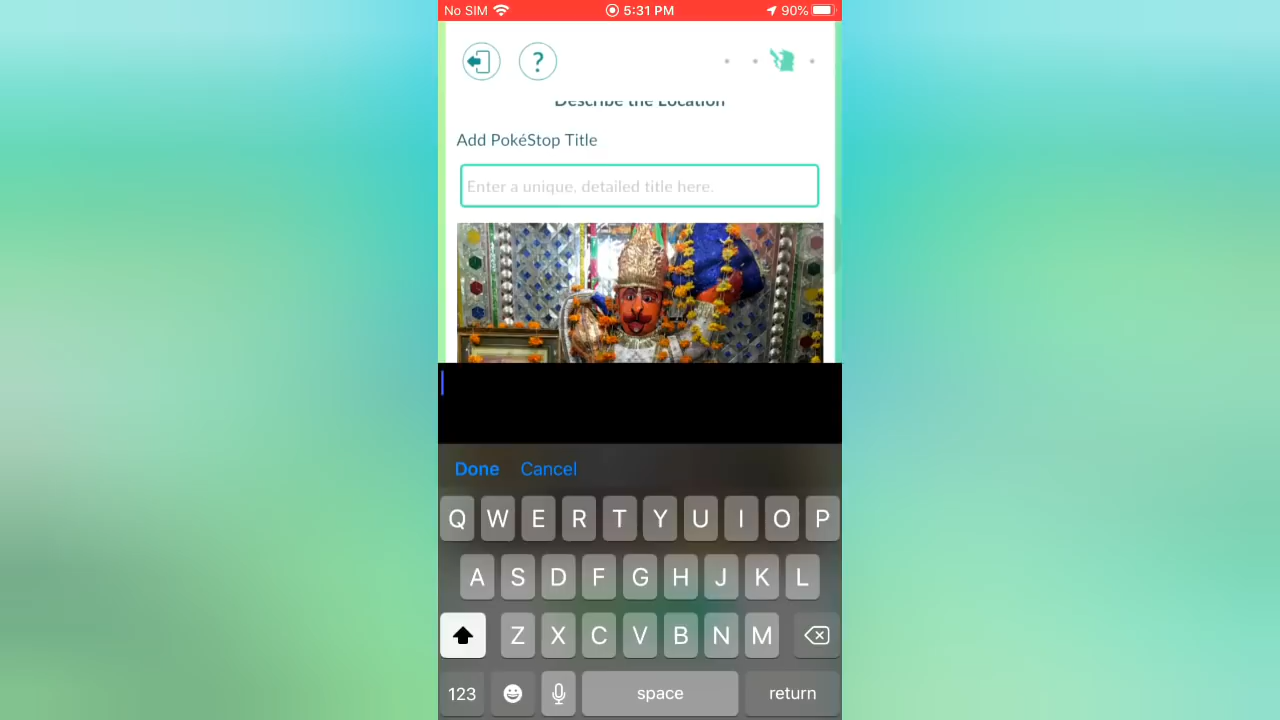 No SIM 5:31 PM 90%
?
Describe the Location
Add PokéStop Title
Enter a unique, detailed title here.
Done Cancel
Q W E R T Y U I O P
A S D F G H J K L
Z X C V B N M
123 space return